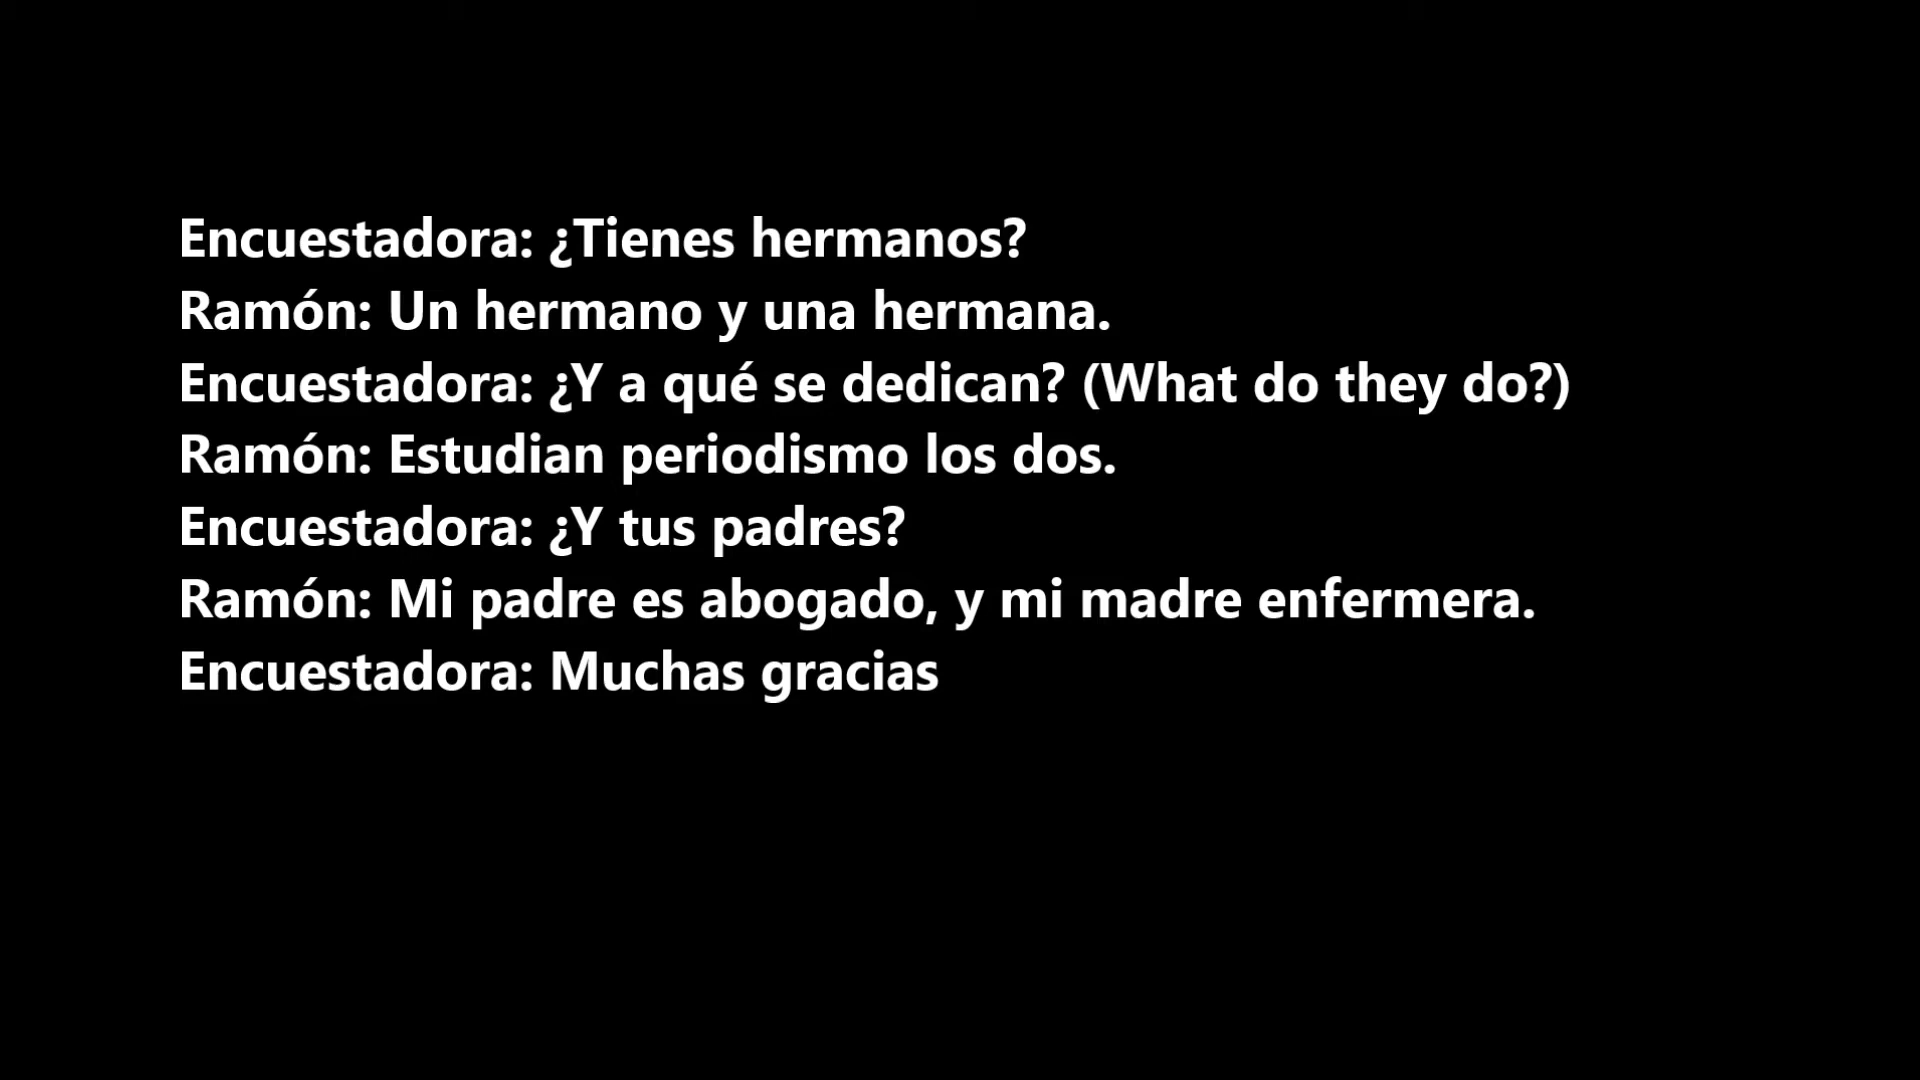 Encuestadora: ¿Tienes hermanos?
Ramón: Un hermano y una hermana.
Encuestadora: ¿Y a qué se dedican? (What do they do?)
Ramón: Estudian periodismo los dos.
Encuestadora: ¿Y tus padres?
Ramón: Mi padre es abogado, y mi madre enfermera.
Encuestadora: Muchas gracias